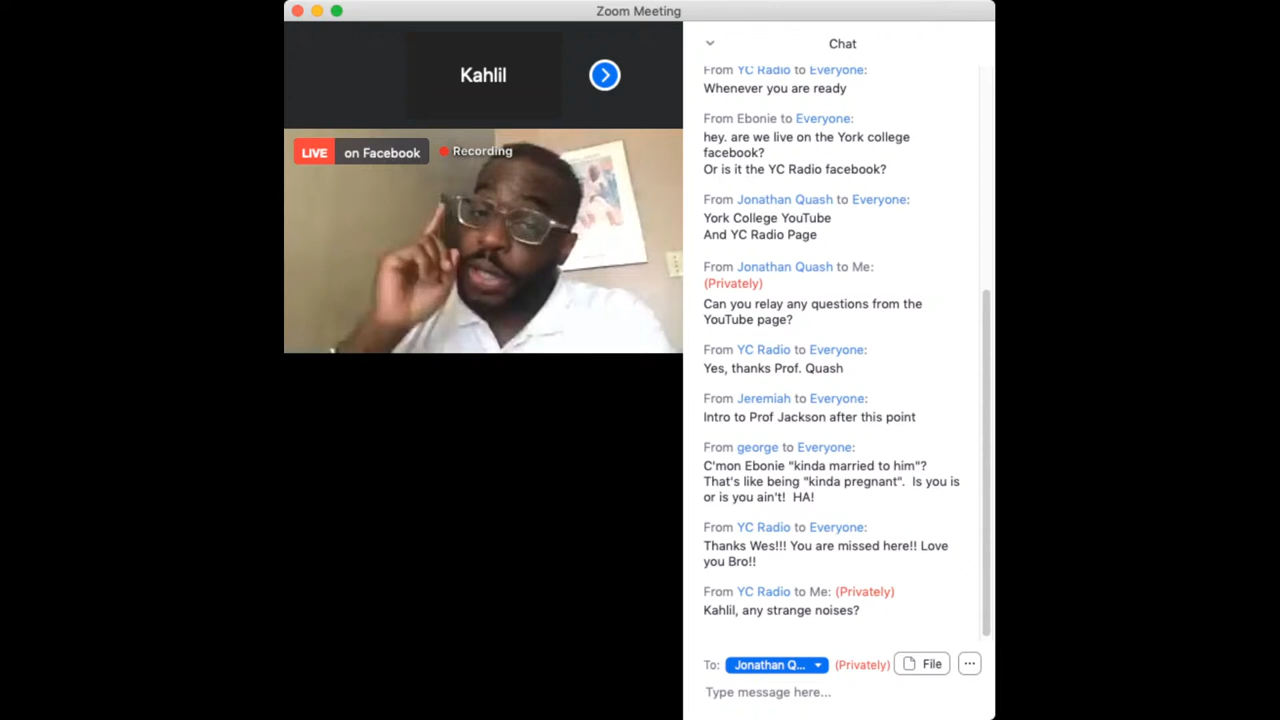 Zoom Meeting
Kahlil
LIVE on Facebook
Recording
Chat
From YC Radio to Everyone:
Whenever you are ready
From Ebonie to Everyone:
hey. are we live on the York college
facebook?
Or is it the YC Radio facebook?
From Jonathan Quash to Everyone:
York College YouTube
And YC Radio Page
From Jonathan Quash to Me:
(Privately)
Can you relay any questions from the
YouTube page?
From YC Radio to Everyone:
Yes, thanks Prof. Quash
From Jeremiah to Everyone:
Intro to Prof Jackson after this point
From george to Everyone:
C'mon Ebonie "kinda married to him"?
That's like being "kinda pregnant".  Is you is
or is you ain't!  HA!
From YC Radio to Everyone:
Thanks Wes!!! You are missed here!! Love
you Bro!!
From YC Radio to Me: (Privately)
Kahlil, any strange noises?
To: Jonathan Q... (Privately) File ...
Type message here...